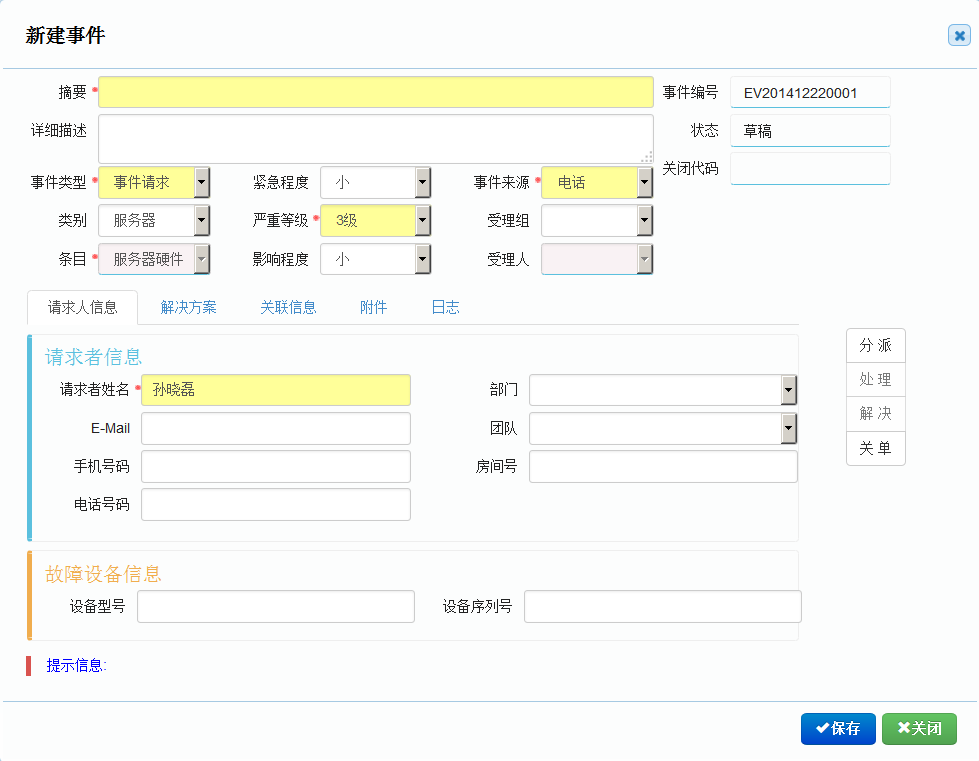 新建事件
摘要 * 事件编号 EV201412220001
详细描述 状态 草稿
关闭代码
事件类型 * 事件请求 紧急程度 小 事件来源 * 电话
类别 服务器 严重等级 * 3级 受理组
条目 * 服务器硬件 影响程度 小 受理人
请求人信息 解决方案 关联信息 附件 日志
请求者信息
请求者姓名 * 孙晓磊 部门
E-Mail 团队
手机号码 房间号
电话号码
分 派
处 理
解 决
关 单
故障设备信息
设备型号 设备序列号
提示信息:
保存 关闭